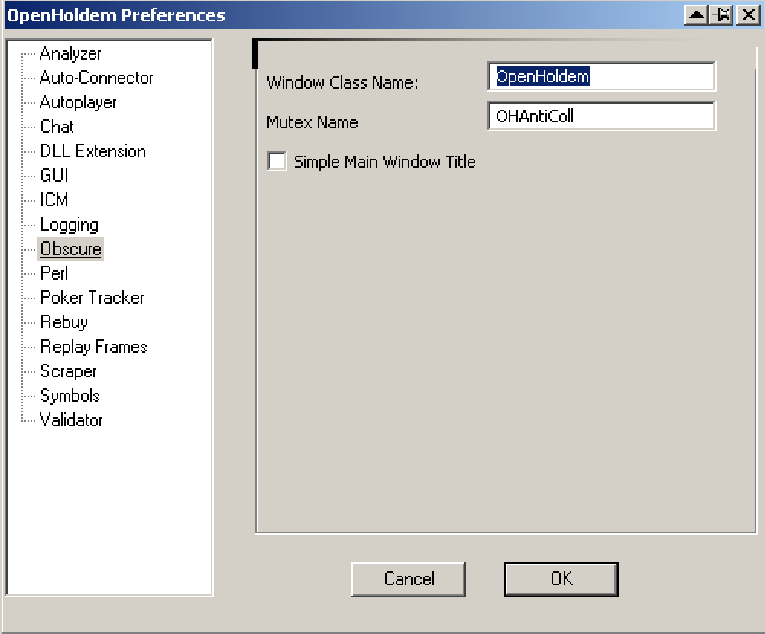 OpenHoldem Preferences
Analyzer
Auto-Connector
Autoplayer
Chat
DLL Extension
GUI
ICM
Logging
Obscure
Perl
Poker Tracker
Rebuy
Replay Frames
Scraper
Symbols
Validator
Window Class Name: OpenHoldem
Mutex Name OHAntiColl
Simple Main Window Title
Cancel OK